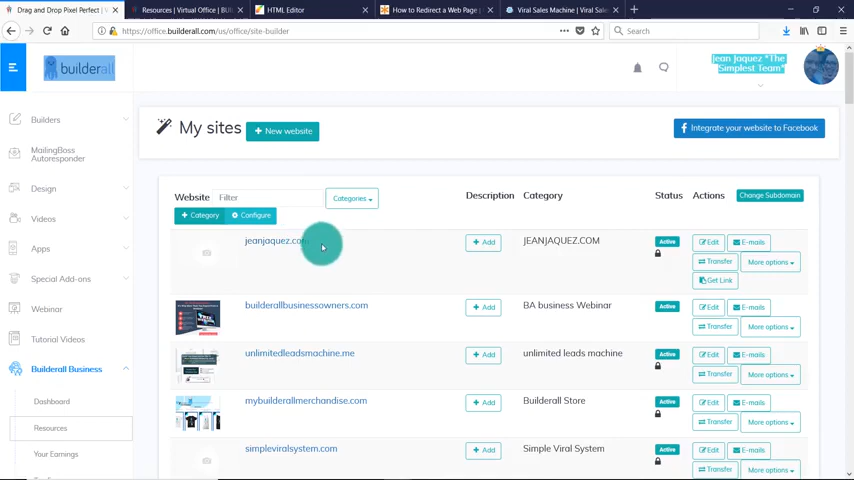 Drag and Drop Pixel Perfect | V
Resources | Virtual Office | BUI
HTML Editor
How to Redirect a Web Page |
Viral Sales Machine | Viral Sale
https://office.builderall.com/us/office/site-builder
Search
builderall
Jean Jaquez "The
Simplest Team"
Builders
MailingBoss
Autoresponder
Design
Videos
Apps
Special Add-ons
Webinar
Tutorial Videos
Builderall Business
Dashboard
Resources
Your Earnings
My sites
+ New website
Integrate your website to Facebook
Website
Filter
Categories
Description
Category
Status
Actions
Change Subdomain
+ Category
Configure
jeanjaquez.com
+ Add
JEANJAQUEZ.COM
Active
Edit
E-mails
Transfer
More options
Get Link
builderallbusinessowners.com
+ Add
BA business Webinar
Active
Edit
E-mails
Transfer
More options
unlimitedleadsmachine.me
+ Add
unlimited leads machine
Active
Edit
E-mails
Transfer
More options
mybuilderallmerchandise.com
+ Add
Builderall Store
Active
Edit
E-mails
Transfer
More options
simpleviralsystem.com
+ Add
Simple Viral System
Active
Edit
E-mails
Transfer
More options